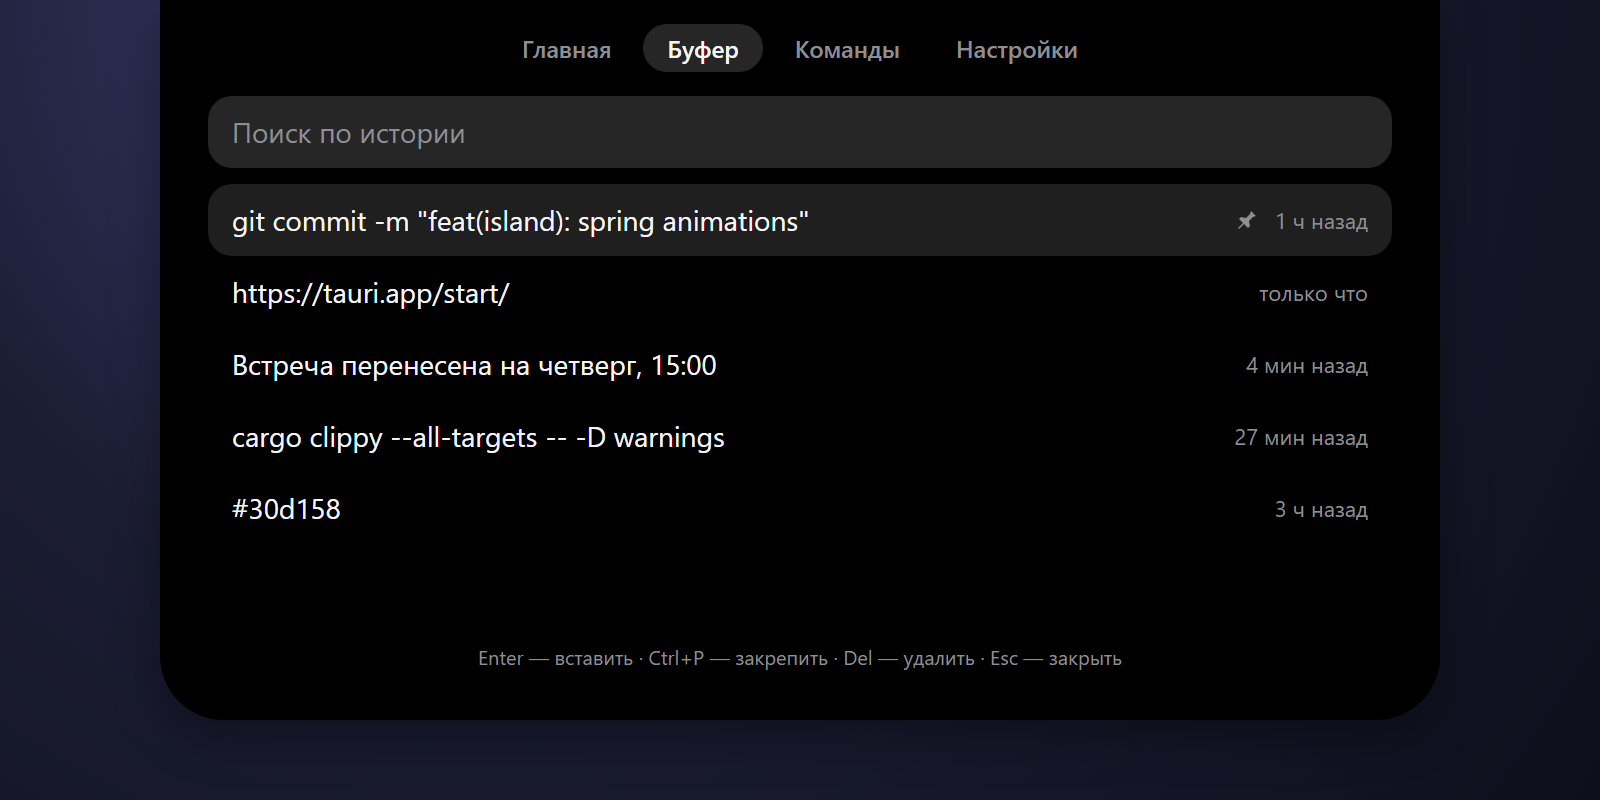 Главная Буфер Команды Настройки
Поиск по истории
git commit -m "feat(island): spring animations" 1 ч назад
https://tauri.app/start/ только что
Встреча перенесена на четверг, 15:00 4 мин назад
cargo clippy --all-targets -- -D warnings 27 мин назад
#30d158 3 ч назад
Enter — вставить · Ctrl+P — закрепить · Del — удалить · Esc — закрыть